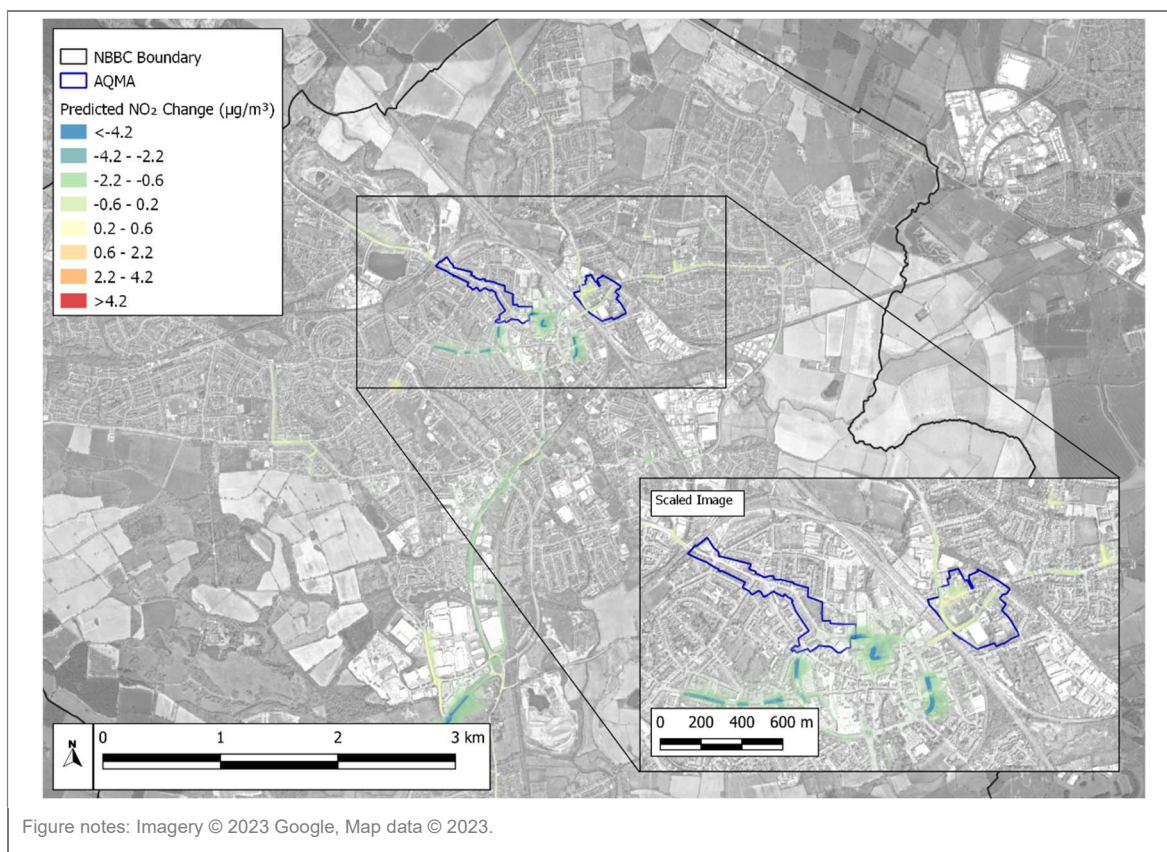 NBBC Boundary
AQMA
Predicted NO₂ Change (µg/m³)
<-4.2
-4.2 - -2.2
-2.2 - -0.6
-0.6 - 0.2
0.2 - 0.6
0.6 - 2.2
2.2 - 4.2
>4.2
Scaled Image
0 200 400 600 m
N
0 1 2 3 km
Figure notes: Imagery © 2023 Google, Map data © 2023.